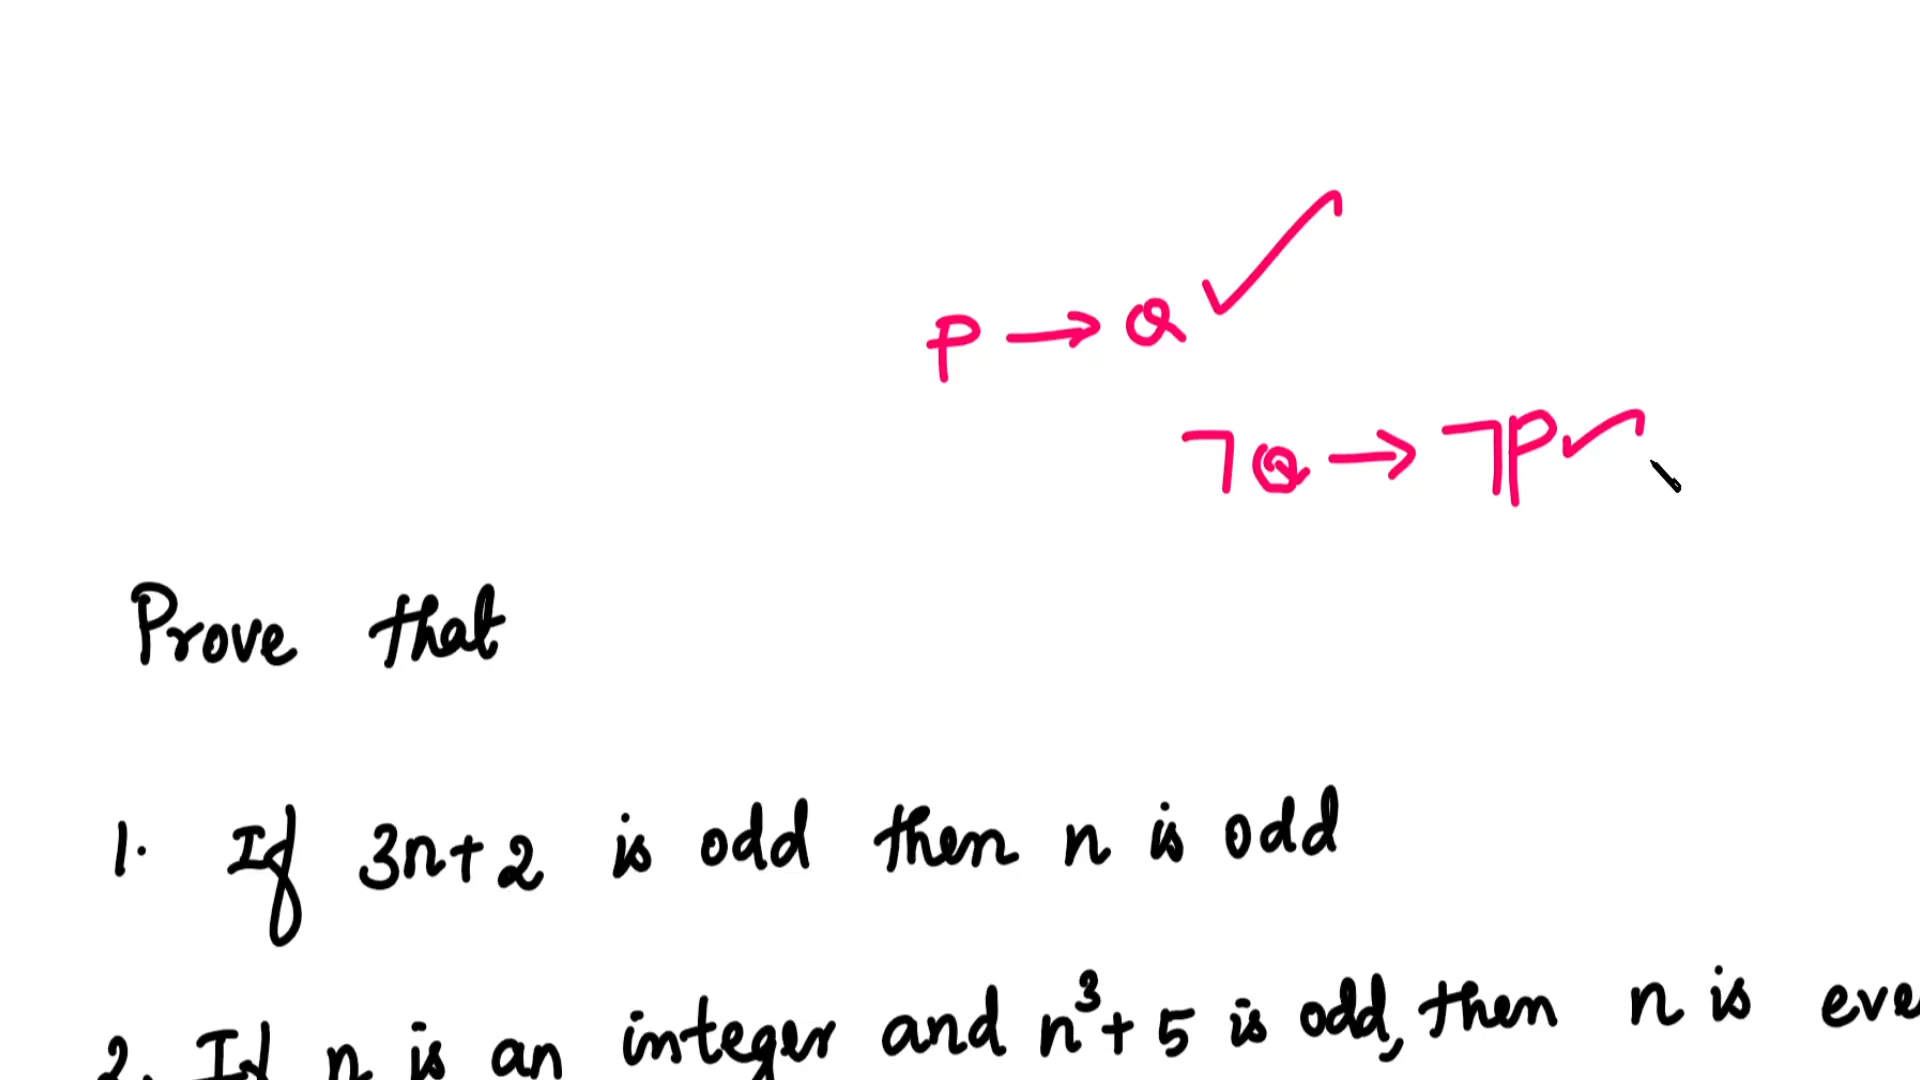 P → Q ✓
¬Q → ¬P ✓
Prove that
1. If 3n+2 is odd then n is odd
2. If n is an integer and n³+5 is odd, then n is eve